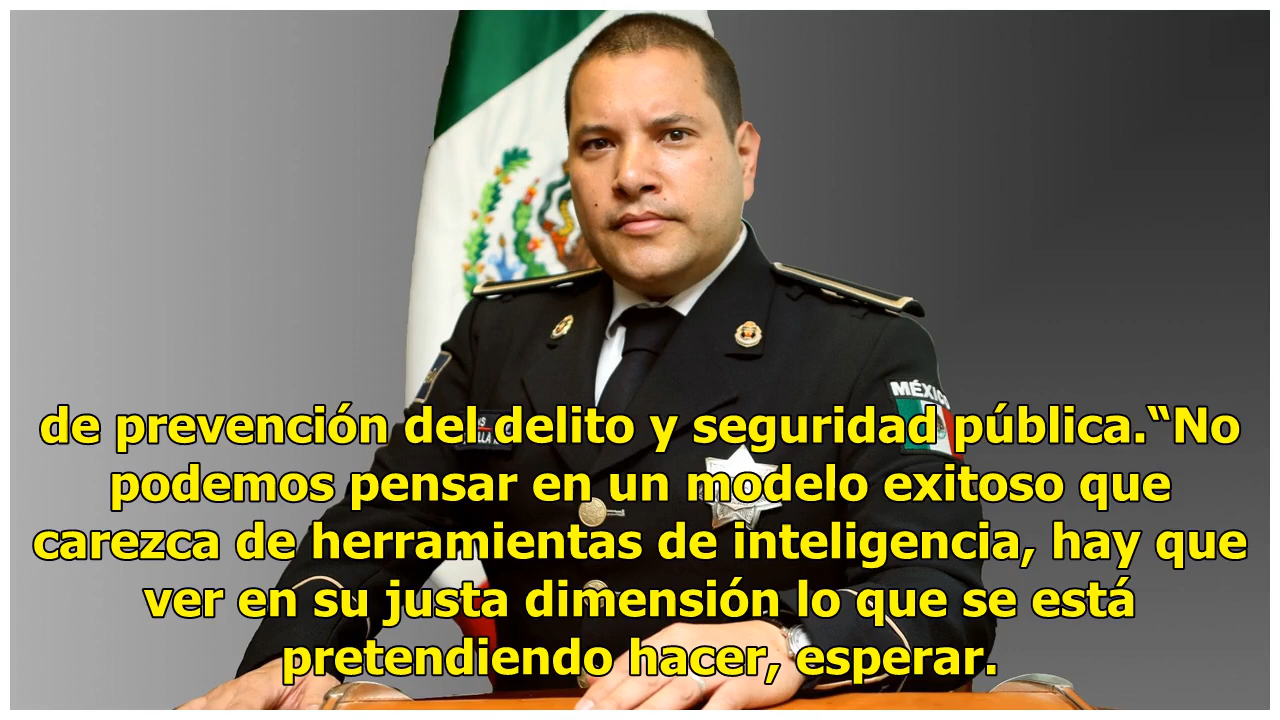 MÉXICO
de prevención del delito y seguridad pública.“No
podemos pensar en un modelo exitoso que
carezca de herramientas de inteligencia, hay que
ver en su justa dimensión lo que se está
pretendiendo hacer, esperar.